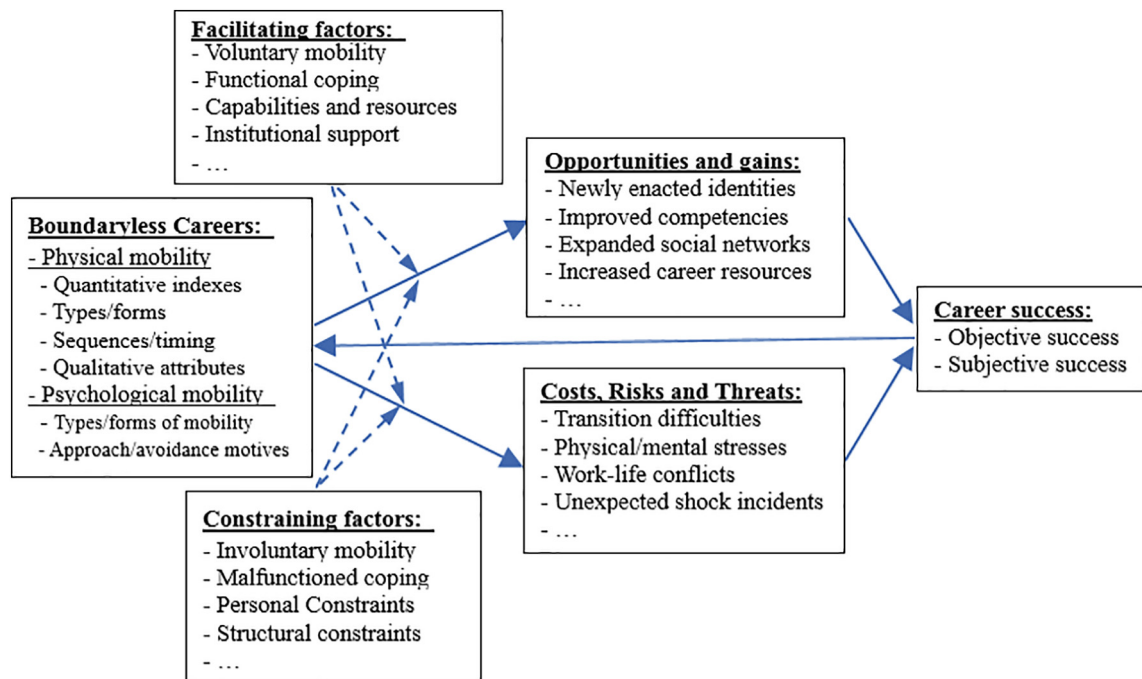 Facilitating factors:
- Voluntary mobility
- Functional coping
- Capabilities and resources
- Institutional support
- ...
Boundaryless Careers:
- Physical mobility
- Quantitative indexes
- Types/forms
- Sequences/timing
- Qualitative attributes
- Psychological mobility
- Types/forms of mobility
- Approach/avoidance motives
Constraining factors:
- Involuntary mobility
- Malfunctioned coping
- Personal Constraints
- Structural constraints
- ...
Opportunities and gains:
- Newly enacted identities
- Improved competencies
- Expanded social networks
- Increased career resources
- ...
Costs, Risks and Threats:
- Transition difficulties
- Physical/mental stresses
- Work-life conflicts
- Unexpected shock incidents
- ...
Career success:
- Objective success
- Subjective success